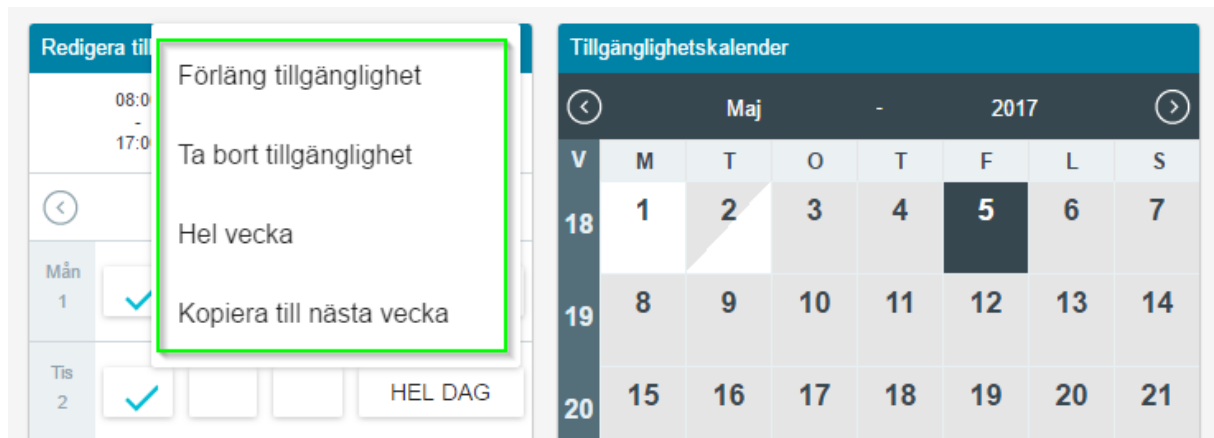 Redigera till
Förläng tillgänglighet
08:0
-
17:0
Ta bort tillgänglighet
Hel vecka
Mån
1
Kopiera till nästa vecka
Tis
2
HEL DAG
Tillgänglighetskalender
Maj - 2017
V M T O T F L S
18 1 2 3 4 5 6 7
19 8 9 10 11 12 13 14
20 15 16 17 18 19 20 21